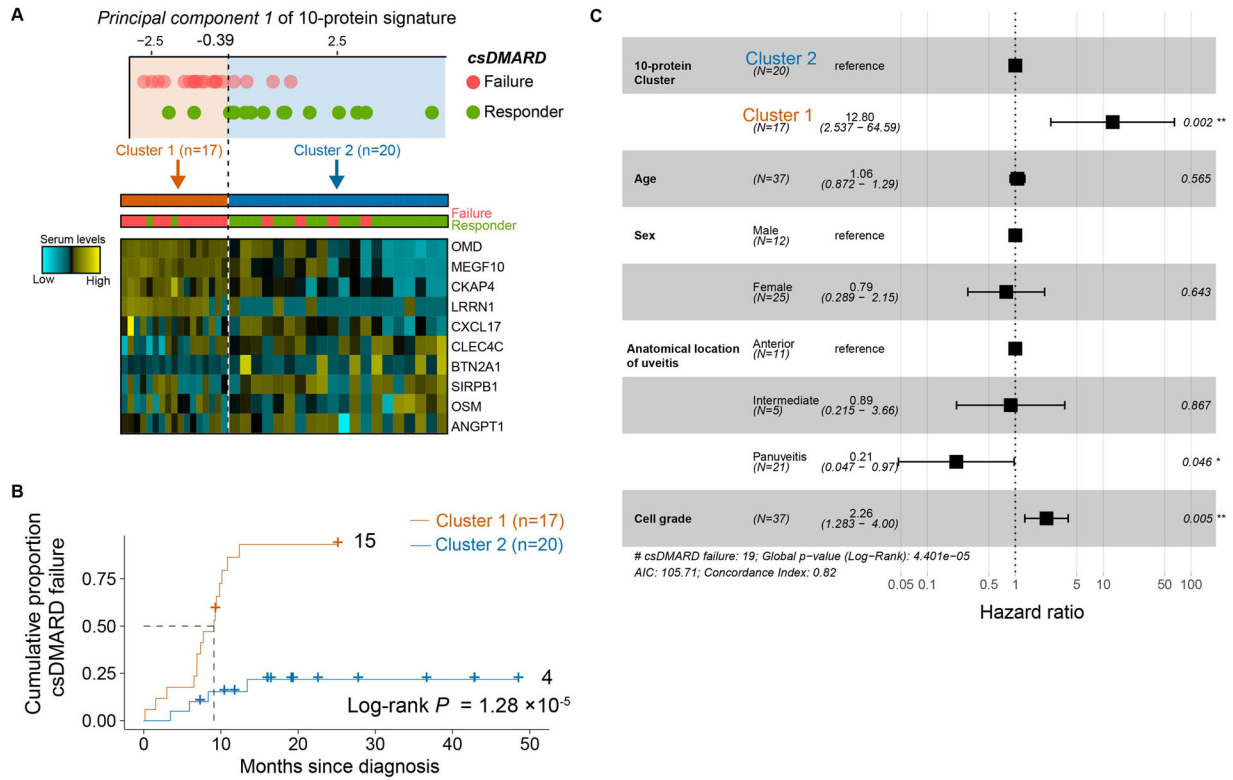 A
Principal component 1 of 10-protein signature
−2.5 -0.39 2.5
csDMARD
Failure
Responder
Cluster 1 (n=17) Cluster 2 (n=20)
Failure
Responder
Serum levels
Low High
OMD
MEGF10
CKAP4
LRRN1
CXCL17
CLEC4C
BTN2A1
SIRPB1
OSM
ANGPT1
B
Cluster 1 (n=17)
Cluster 2 (n=20)
15
4
Log-rank P = 1.28 ×10-5
Cumulative proportion
csDMARD failure
0.75
0.50
0.25
0.00
0 10 20 30 40 50
Months since diagnosis
C
10-protein
Cluster
Cluster 2
(N=20)
reference
Cluster 1
(N=17)
12.80
(2.537 − 64.59)
0.002 **
Age
(N=37)
1.06
(0.872 − 1.29)
0.565
Sex
Male
(N=12)
reference
Female
(N=25)
0.79
(0.289 − 2.15)
0.643
Anatomical location
of uveitis
Anterior
(N=11)
reference
Intermediate
(N=5)
0.89
(0.215 − 3.66)
0.867
Panuveitis
(N=21)
0.21
(0.047 − 0.97)
0.046 *
Cell grade
(N=37)
2.26
(1.283 − 4.00)
0.005 **
# csDMARD failure: 19; Global p-value (Log-Rank): 4.401e−05
AIC: 105.71; Concordance Index: 0.82
0.05 0.1 0.5 1 5 10 50 100
Hazard ratio